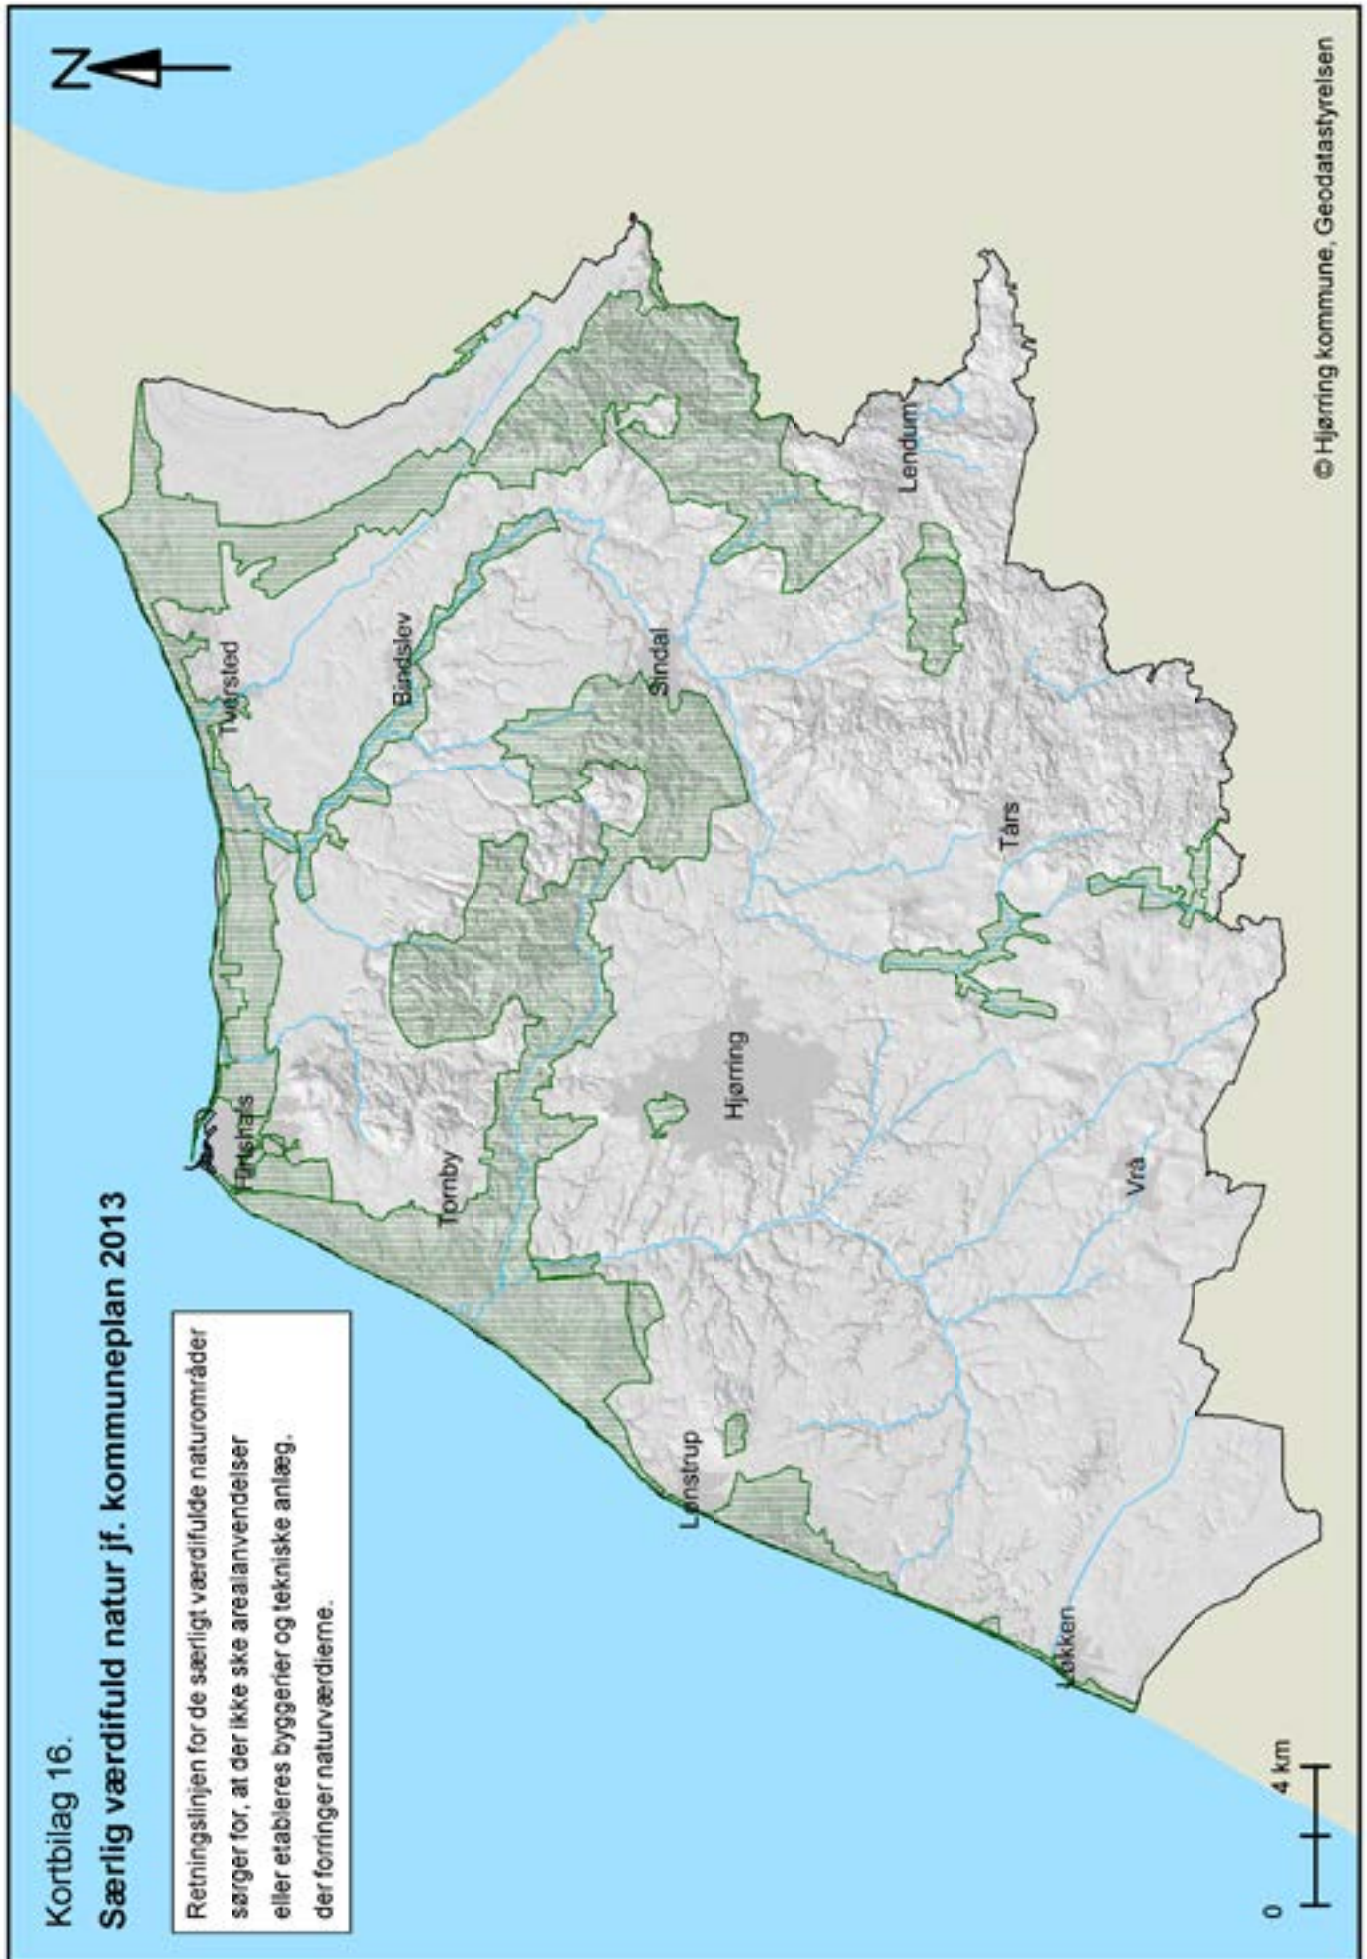 Kortbilag 16.
Særlig værdifuld natur jf. kommuneplan 2013
Retningslinjen for de særligt værdifulde naturområder
sørger for, at der ikke ske arealanvendelser
eller etableres byggerier og tekniske anlæg,
der forringer naturværdierne.
N
Hirtshals
Tversted
Bindslev
Tornby
Sindal
Lønstrup
Hjørring
Lendum
Tårs
Løkken
Vrå
0 4 km
© Hjørring kommune, Geodatastyrelsen